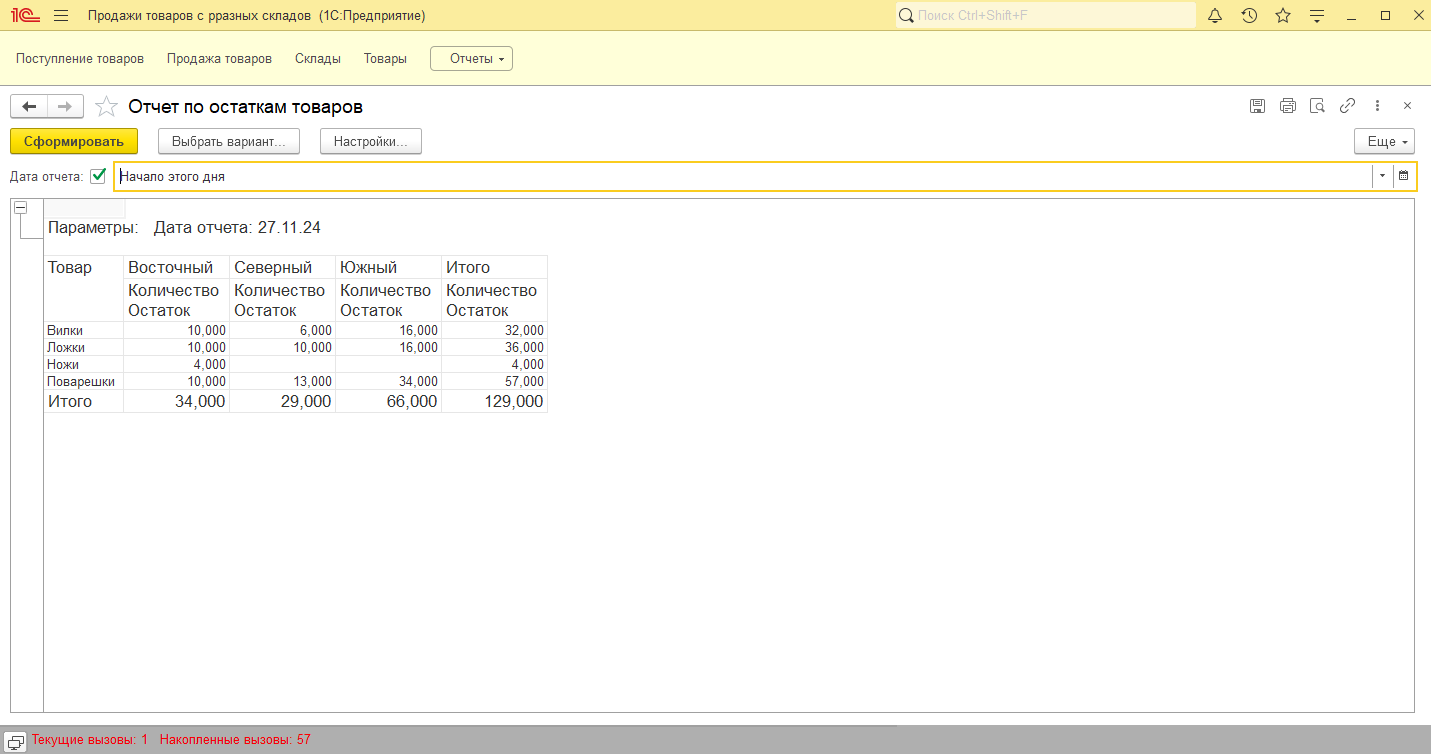 1С Продажи товаров с рразных складов (1С:Предприятие) Поиск Ctrl+Shift+F
Поступление товаров Продажа товаров Склады Товары Отчеты
Отчет по остаткам товаров
Сформировать Выбрать вариант... Настройки... Еще
Дата отчета: Начало этого дня
Параметры: Дата отчета: 27.11.24
Товар Восточный Северный Южный Итого
Количество Количество Количество Количество
Остаток Остаток Остаток Остаток
Вилки 10,000 6,000 16,000 32,000
Ложки 10,000 10,000 16,000 36,000
Ножи 4,000 4,000
Поварешки 10,000 13,000 34,000 57,000
Итого 34,000 29,000 66,000 129,000
Текущие вызовы: 1 Накопленные вызовы: 57